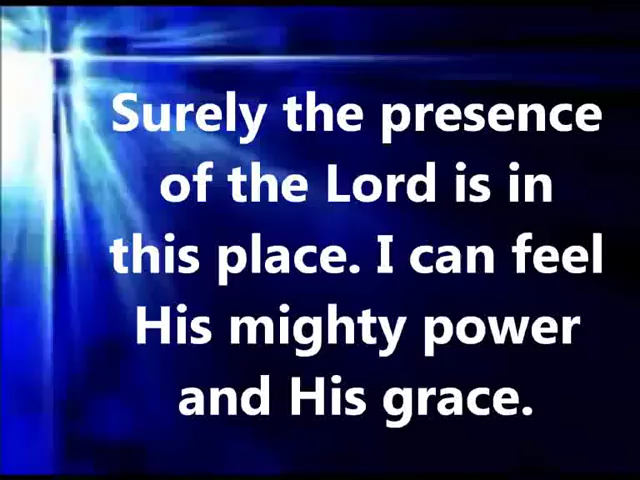 Surely the presence
of the Lord is in
this place. I can feel
His mighty power
and His grace.